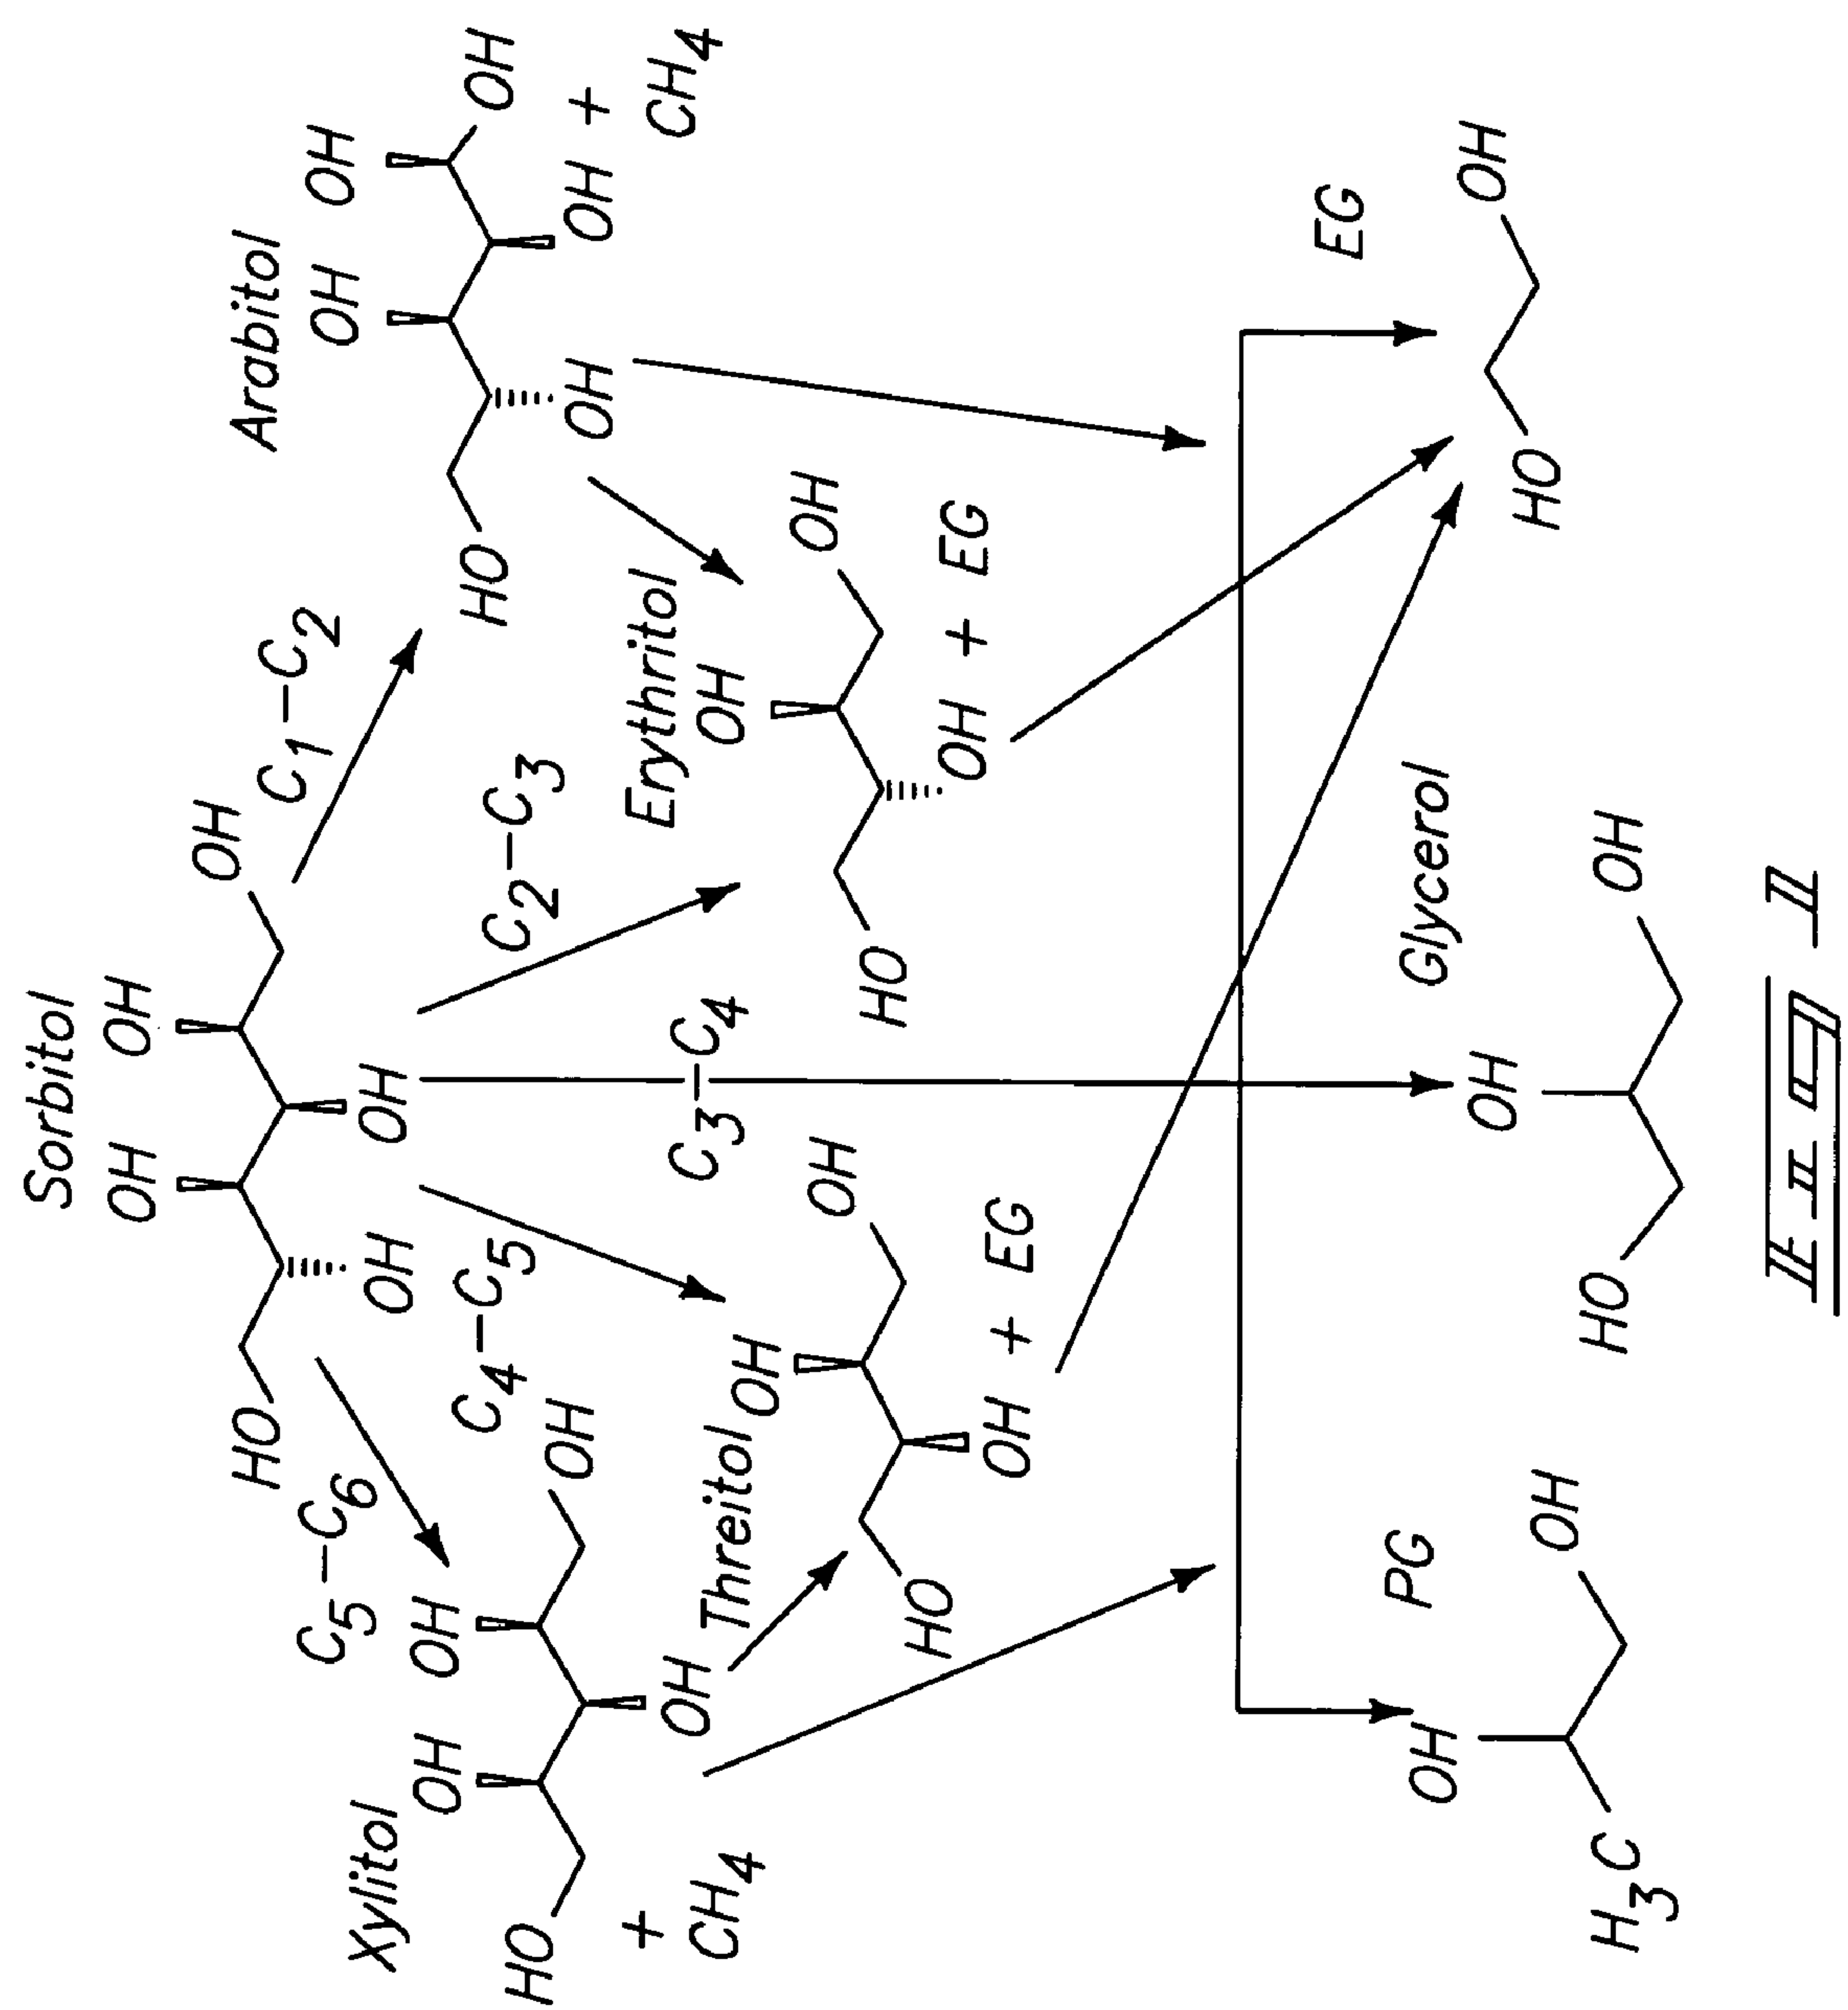 Sorbitol
OH OH
HO OH
OH OH
C5-C6
C1-C2
Arabitol
OH OH
HO OH
OH OH +
CH4
Xylitol
OH OH
HO OH
OH
+
CH4
C4-C5
C2-C3
C3-C4
Erythritol
OH
OH
HO
OH + EG
Threitol OH
OH
HO
OH + EG
PG
OH
OH
H3C
Glycerol
OH
HO OH
EG
OH
HO
FIG. 1